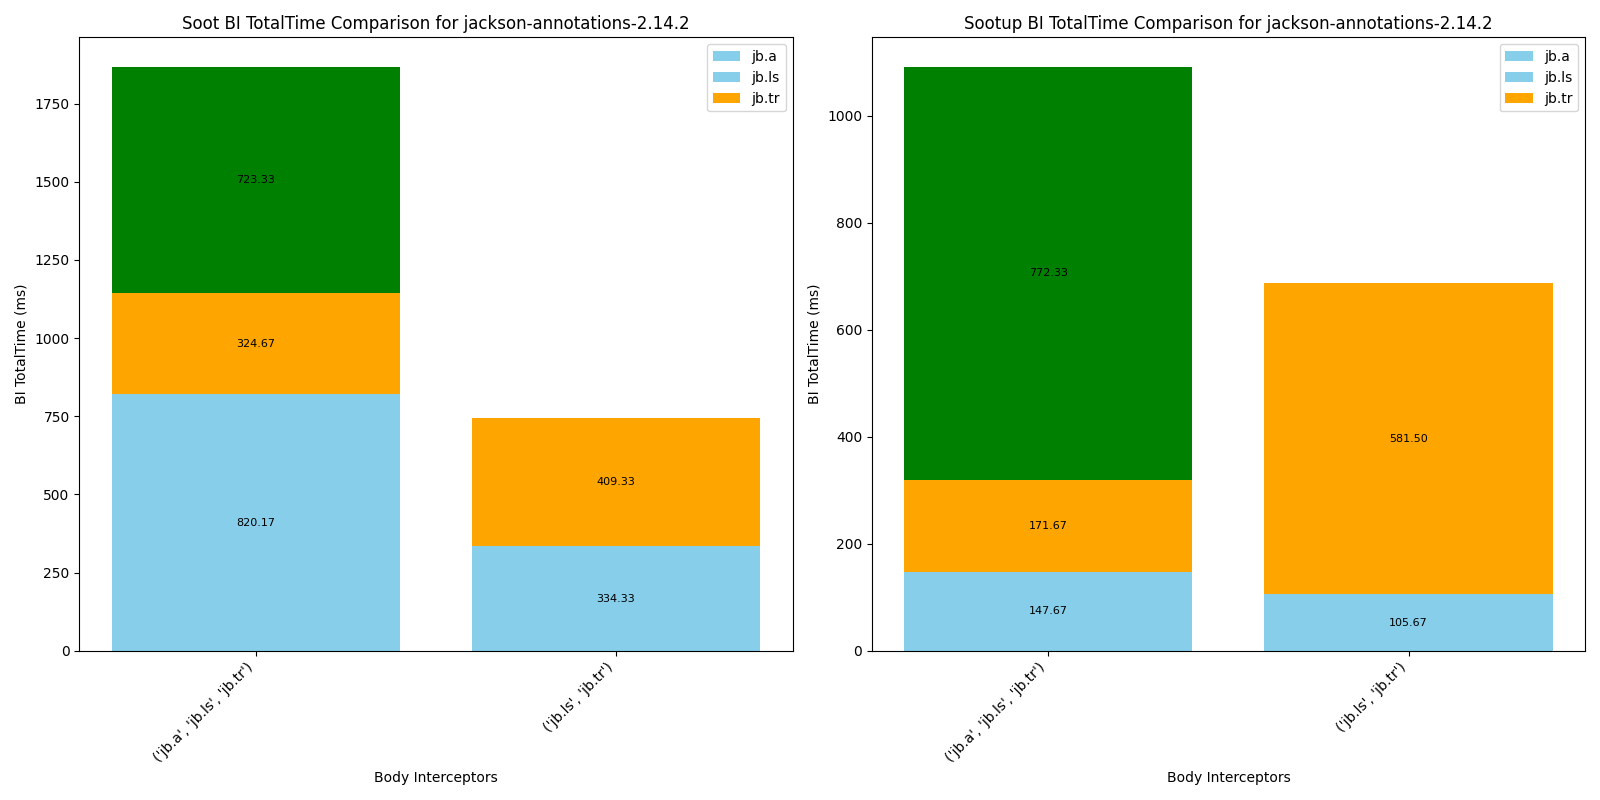 Soot BI TotalTime Comparison for jackson-annotations-2.14.2
jb.a
jb.ls
jb.tr
BI TotalTime (ms)
1750
1500
1250
1000
750
500
250
0
723.33
324.67
820.17
409.33
334.33
('jb.a', 'jb.ls', 'jb.tr')
('jb.ls', 'jb.tr')
Body Interceptors
Sootup BI TotalTime Comparison for jackson-annotations-2.14.2
jb.a
jb.ls
jb.tr
BI TotalTime (ms)
1000
800
600
400
200
0
772.33
171.67
147.67
581.50
105.67
('jb.a', 'jb.ls', 'jb.tr')
('jb.ls', 'jb.tr')
Body Interceptors